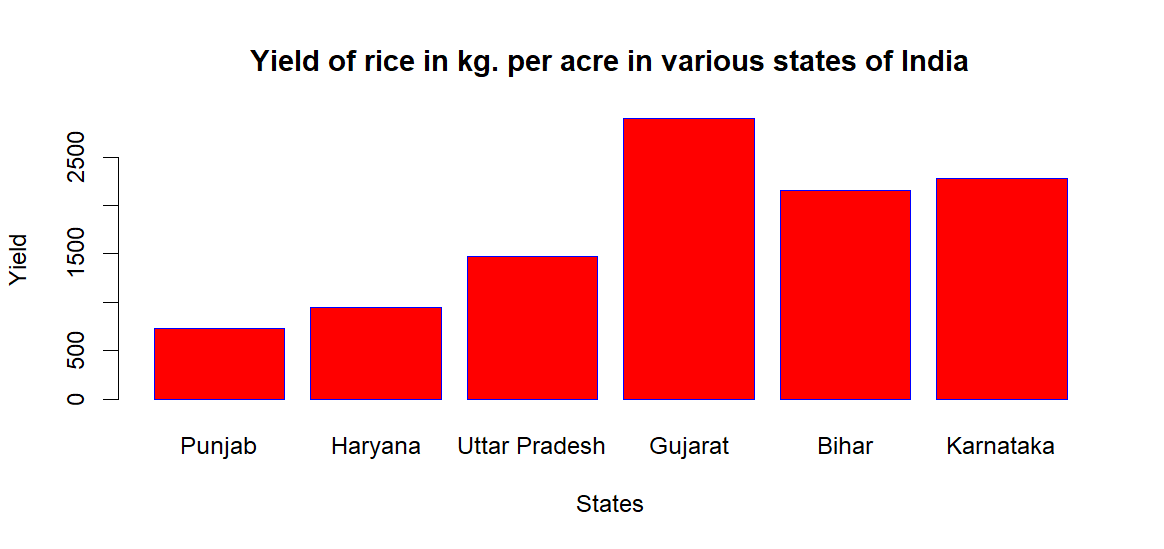 Yield of rice in kg. per acre in various states of India
Yield
2500
1500
500
0
Punjab Haryana Uttar Pradesh Gujarat Bihar Karnataka
States